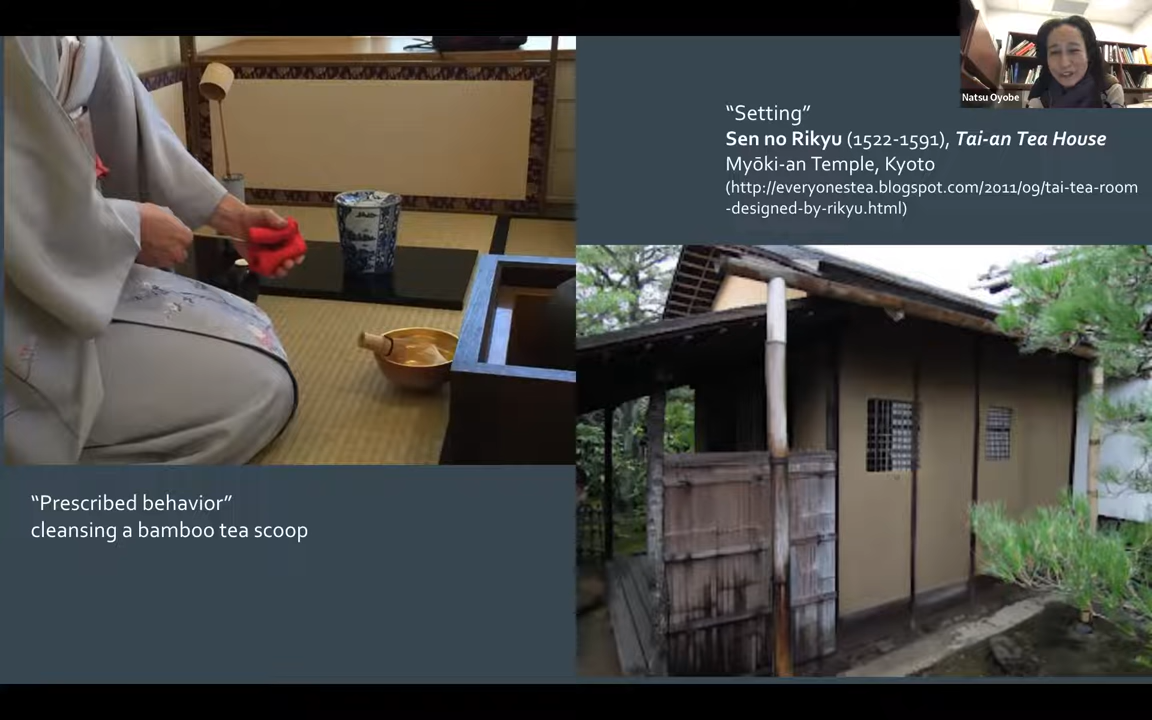 Natsu Oyobe
“Setting”
Sen no Rikyu (1522-1591), Tai-an Tea House
Myōki-an Temple, Kyoto
(http://everyonestea.blogspot.com/2011/09/tai-tea-room
-designed-by-rikyu.html)
“Prescribed behavior”
cleansing a bamboo tea scoop